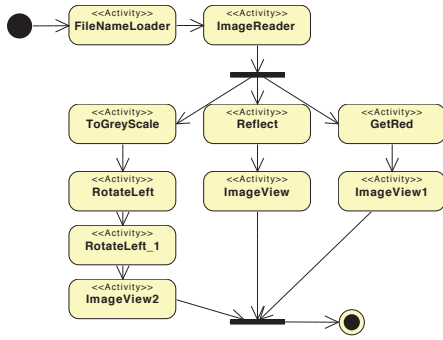 <<Activity>>
FileNameLoader
<<Activity>>
ImageReader
<<Activity>>
ToGreyScale
<<Activity>>
Reflect
<<Activity>>
GetRed
<<Activity>>
RotateLeft
<<Activity>>
ImageView
<<Activity>>
ImageView1
<<Activity>>
RotateLeft_1
<<Activity>>
ImageView2